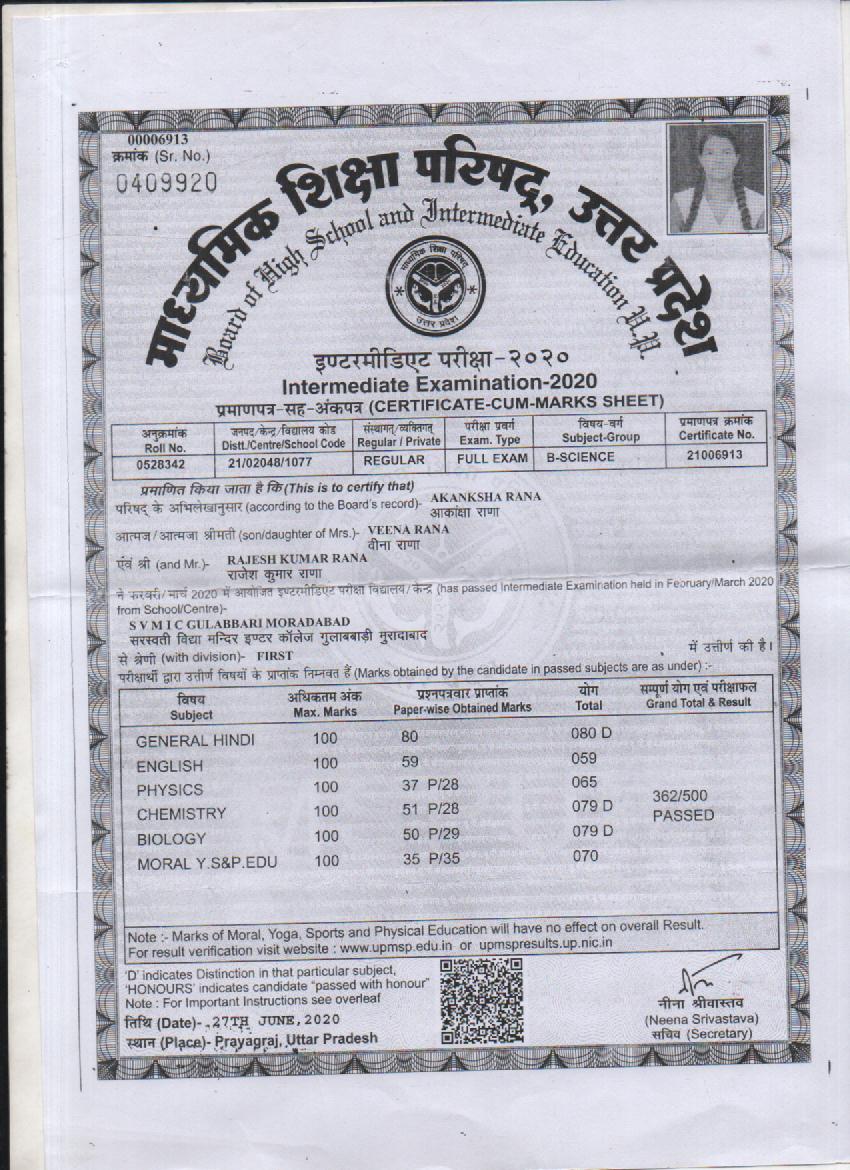 00006913
क्रमांक (Sr. No.)
0409920
माध्यमिक शिक्षा परिषद्, उत्तर प्रदेश
Board of High School and Intermediate Education U.P.
माध्यमिक शिक्षा परिषद्
उत्तर प्रदेश
इण्टरमीडिएट परीक्षा-२०२०
Intermediate Examination-2020
प्रमाणपत्र-सह-अंकपत्र (CERTIFICATE-CUM-MARKS SHEET)
अनुक्रमांक जनपद/केन्द्र/विद्यालय कोड संस्थागत/व्यक्तिगत परीक्षा प्रवर्ग विषय-वर्ग प्रमाणपत्र क्रमांक
Roll No. Distt./Centre/School Code Regular / Private Exam. Type Subject-Group Certificate No.
0528342 21/02048/1077 REGULAR FULL EXAM B-SCIENCE 21006913
प्रमाणित किया जाता है कि (This is to certify that)
परिषद् के अभिलेखानुसार (according to the Board's record)- AKANKSHA RANA
आकांक्षा राणा
आत्मज/आत्मजा श्रीमती (son/daughter of Mrs.)- VEENA RANA
वीना राणा
एवं श्री (and Mr.)- RAJESH KUMAR RANA
राजेश कुमार राणा
ने फरवरी/मार्च 2020 में आयोजित इण्टरमीडिएट परीक्षा विद्यालय/केन्द्र (has passed Intermediate Examination held in February/March 2020
from School/Centre)-
S V M I C GULABBARI MORADABAD
सरस्वती विद्या मन्दिर इण्टर कॉलेज गुलाबबाड़ी मुरादाबाद
से श्रेणी (with division)- FIRST में उत्तीर्ण की है।
परीक्षार्थी द्वारा उत्तीर्ण विषयों के प्राप्तांक निम्नवत हैं (Marks obtained by the candidate in passed subjects are as under) :-
विषय अधिकतम अंक प्रश्नपत्रवार प्राप्तांक योग सम्पूर्ण योग एवं परीक्षाफल
Subject Max. Marks Paper-wise Obtained Marks Total Grand Total & Result
GENERAL HINDI 100 80 080 D
ENGLISH 100 59 059
PHYSICS 100 37 P/28 065
362/500
CHEMISTRY 100 51 P/28 079 D
PASSED
BIOLOGY 100 50 P/29 079 D
MORAL Y.S&P.EDU 100 35 P/35 070
Note :- Marks of Moral, Yoga, Sports and Physical Education will have no effect on overall Result.
For result verification visit website : www.upmsp.edu.in or upmspresults.up.nic.in
'D' indicates Distinction in that particular subject,
'HONOURS' indicates candidate "passed with honour"
Note : For Important Instructions see overleaf
तिथि (Date)- 27TH JUNE, 2020
स्थान (Place)- Prayagraj, Uttar Pradesh
नीना श्रीवास्तव
(Neena Srivastava)
सचिव (Secretary)